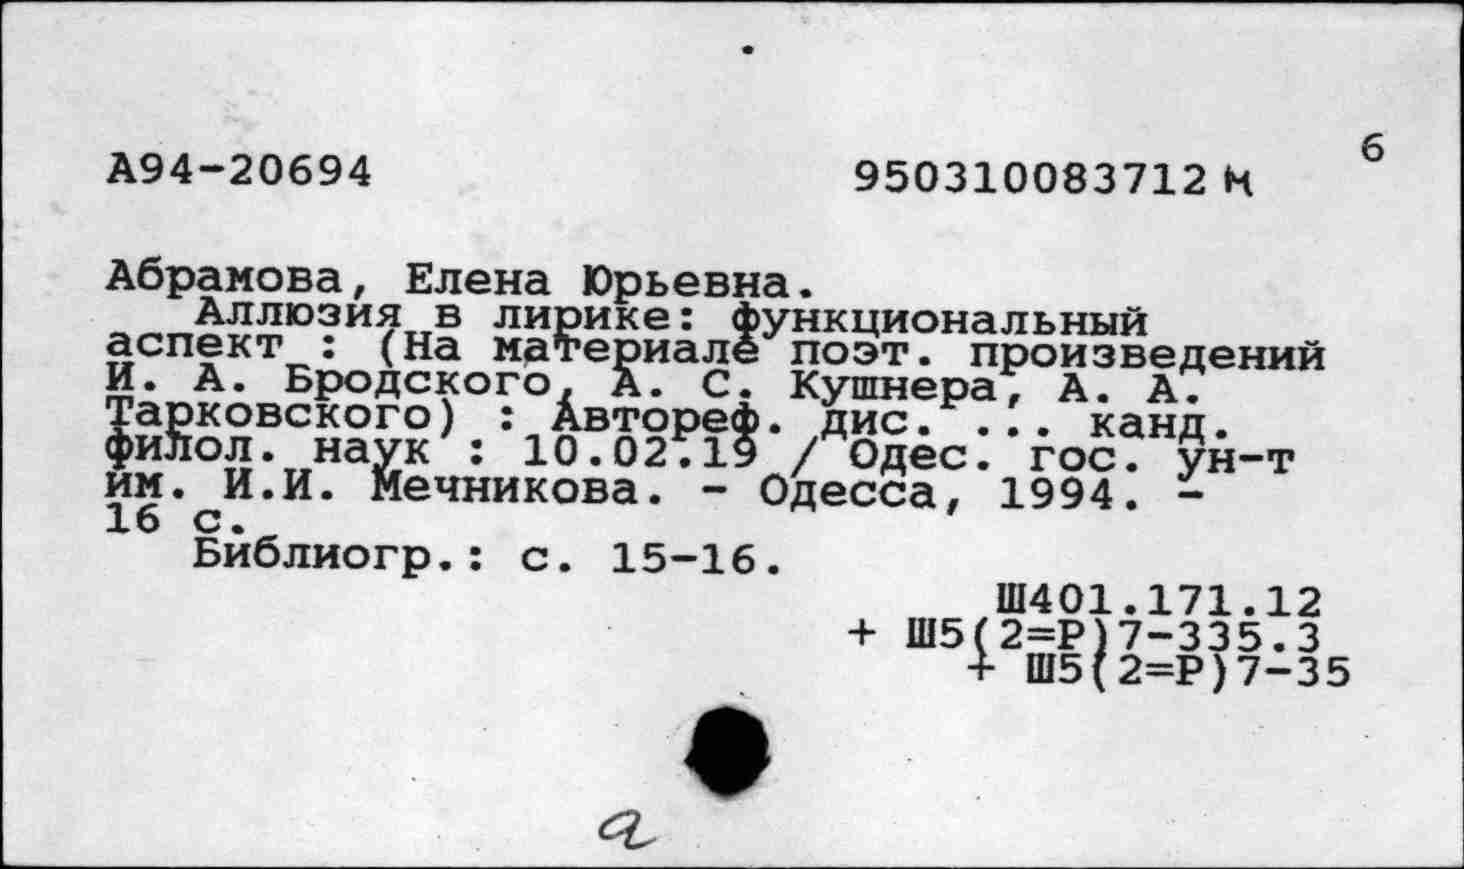 б
А94-20694 950310083712 м
Абрамова, Елена Юрьевна.
Аллюзия в лирике: функциональный
аспект : (На материале поэт. произведений
И. А. Бродского, А. С. Кушнера, А. А.
Тарковского) : Автореф. дис. ... канд.
филол. наук : 10.02.19 / Одес. гос. ун-т
им. И.И. Мечникова. - Одесса, 1994. -
16 с.
Библиогр.: с. 15-16.
Ш401.171.12
+ Ш5(2=Р)7-335.3
+ Ш5(2=Р)7-35